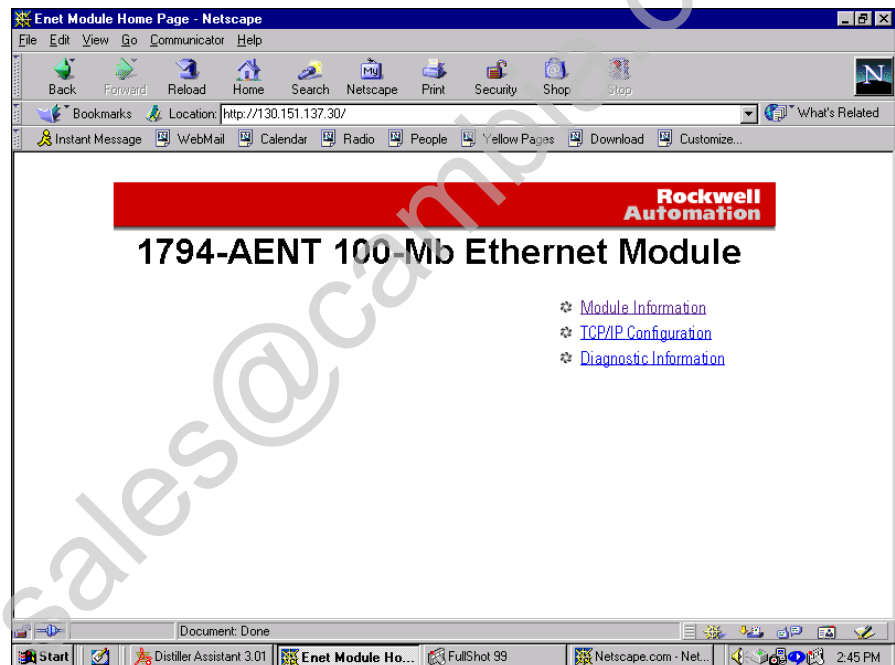 Enet Module Home Page - Netscape
File Edit View Go Communicator Help
Back Forward Reload Home Search Netscape Print Security Shop Stop
My
N
Bookmarks Location: http://130.151.137.30/ What's Related
Instant Message WebMail Calendar Radio People Yellow Pages Download Customize...
Rockwell
Automation
1794-AENT 100-Mb Ethernet Module
Module Information
TCP/IP Configuration
Diagnostic Information
sales@cambia.c
Document: Done
Start Distiller Assistant 3.01 Enet Module Ho... FullShot 99 Netscape.com - Net... 2:45 PM